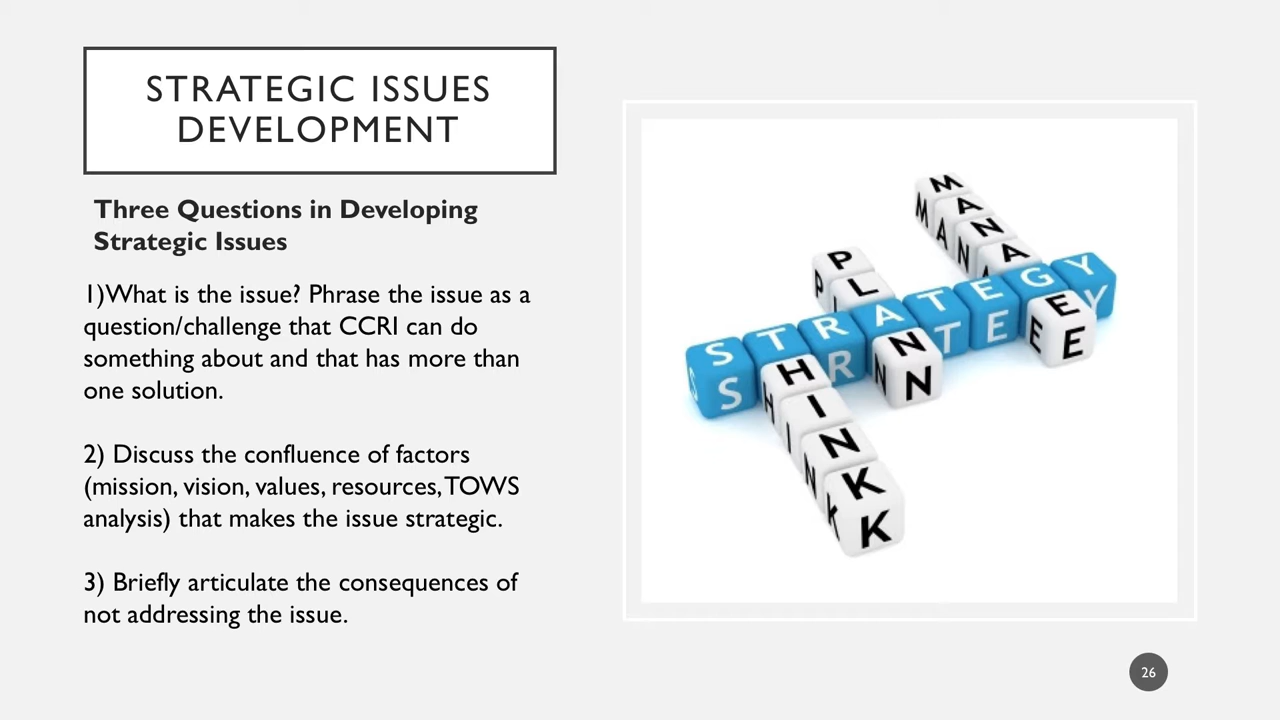 STRATEGIC ISSUES
DEVELOPMENT
Three Questions in Developing
Strategic Issues
1)What is the issue? Phrase the issue as a
question/challenge that CCRI can do
something about and that has more than
one solution.
2) Discuss the confluence of factors
(mission, vision, values, resources, TOWS
analysis) that makes the issue strategic.
3) Briefly articulate the consequences of
not addressing the issue.
MANAGE
PLAN
STRATEGY
THINK
26